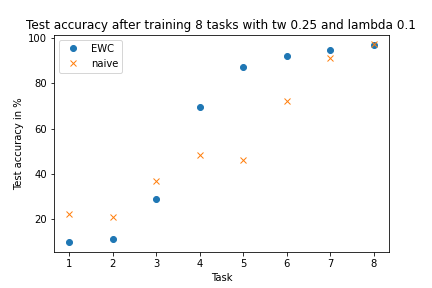 Test accuracy after training 8 tasks with tw 0.25 and lambda 0.1
EWC
naive
100
80
60
40
20
Test accuracy in %
1 2 3 4 5 6 7 8
Task